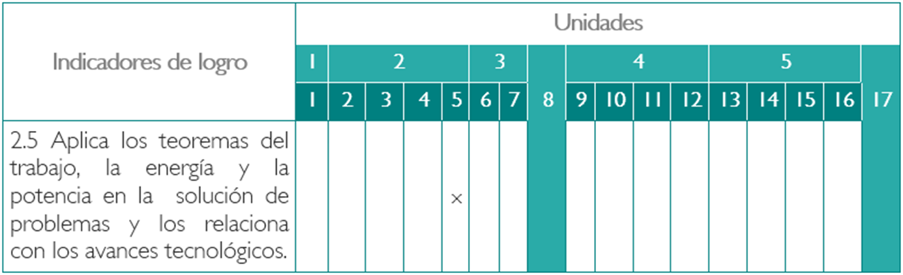 Indicadores de logro
Unidades
1 2 3 4 5
1 2 3 4 5 6 7 8 9 10 11 12 13 14 15 16 17
2.5 Aplica los teoremas del
trabajo, la energía y la
potencia en la solución de
problemas y los relaciona
con los avances tecnológicos.
×